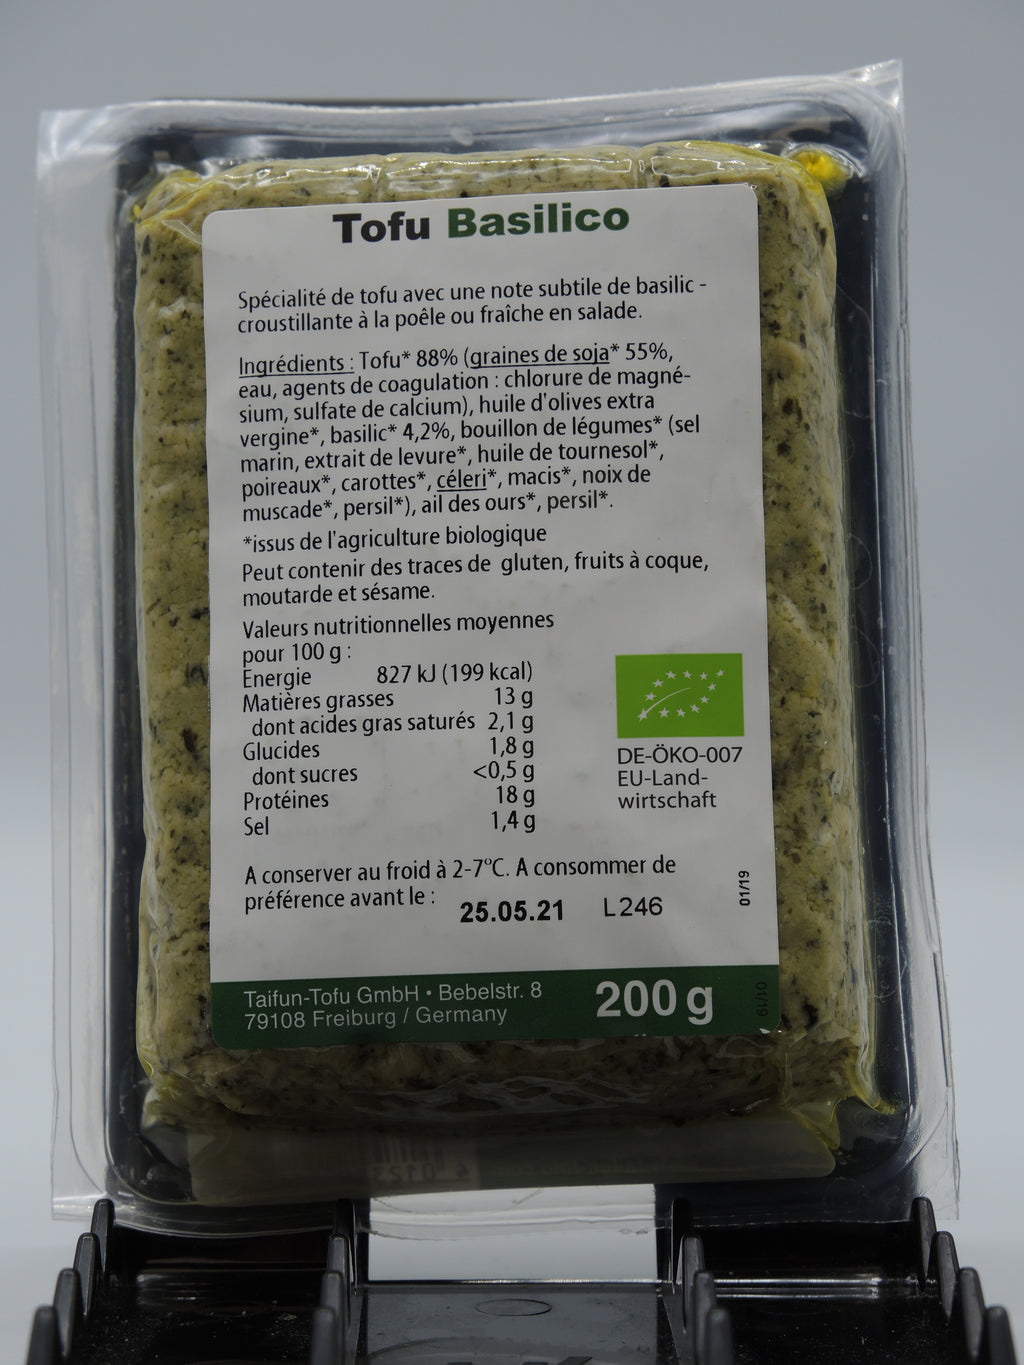 Tofu Basilico
Spécialité de tofu avec une note subtile de basilic -
croustillante à la poêle ou fraîche en salade.
Ingrédients : Tofu* 88% (graines de soja* 55%,
eau, agents de coagulation : chlorure de magné-
sium, sulfate de calcium), huile d'olives extra
vergine*, basilic* 4,2%, bouillon de légumes* (sel
marin, extrait de levure*, huile de tournesol*,
poireaux*, carottes*, céleri*, macis*, noix de
muscade*, persil*), ail des ours*, persil*.
*issus de l'agriculture biologique
Peut contenir des traces de gluten, fruits à coque,
moutarde et sésame.
Valeurs nutritionnelles moyennes
pour 100 g :
Energie 827 kJ (199 kcal)
Matières grasses 13 g
dont acides gras saturés 2,1 g
Glucides 1,8 g
dont sucres <0,5 g
Protéines 18 g
Sel 1,4 g
DE-ÖKO-007
EU-Land-
wirtschaft
A conserver au froid à 2-7°C. A consommer de
préférence avant le : 25.05.21 L246
01/19
Taifun-Tofu GmbH • Bebelstr. 8
79108 Freiburg / Germany
200 g
01/19